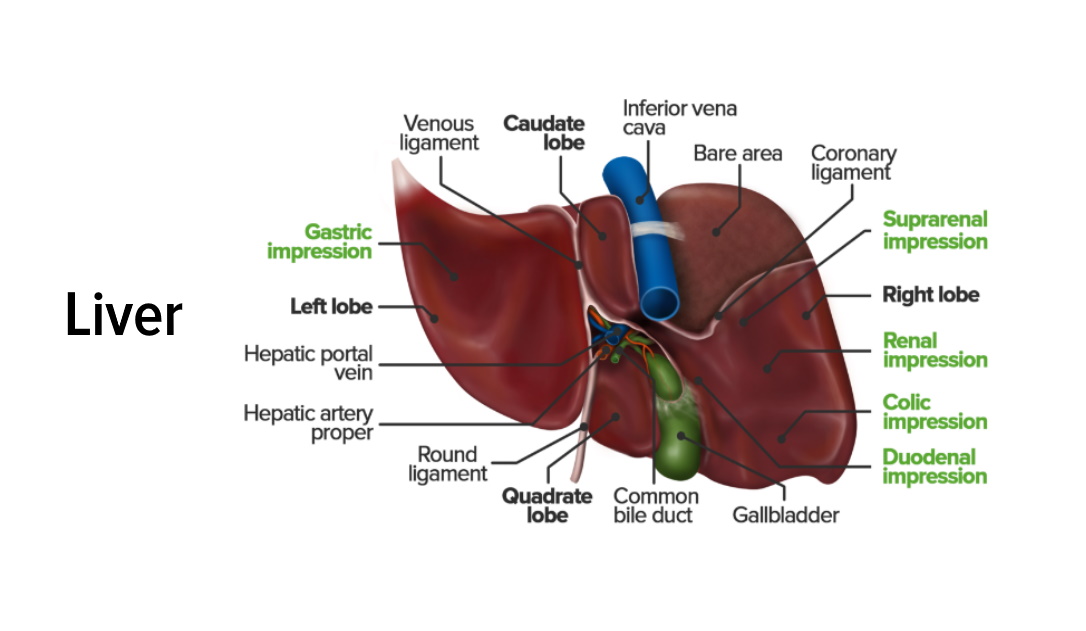 Liver
Venous
ligament
Caudate
lobe
Inferior vena
cava
Bare area
Coronary
ligament
Gastric
impression
Left lobe
Hepatic portal
vein
Hepatic artery
proper
Round
ligament
Quadrate
lobe
Common
bile duct
Gallbladder
Suprarenal
impression
Right lobe
Renal
impression
Colic
impression
Duodenal
impression